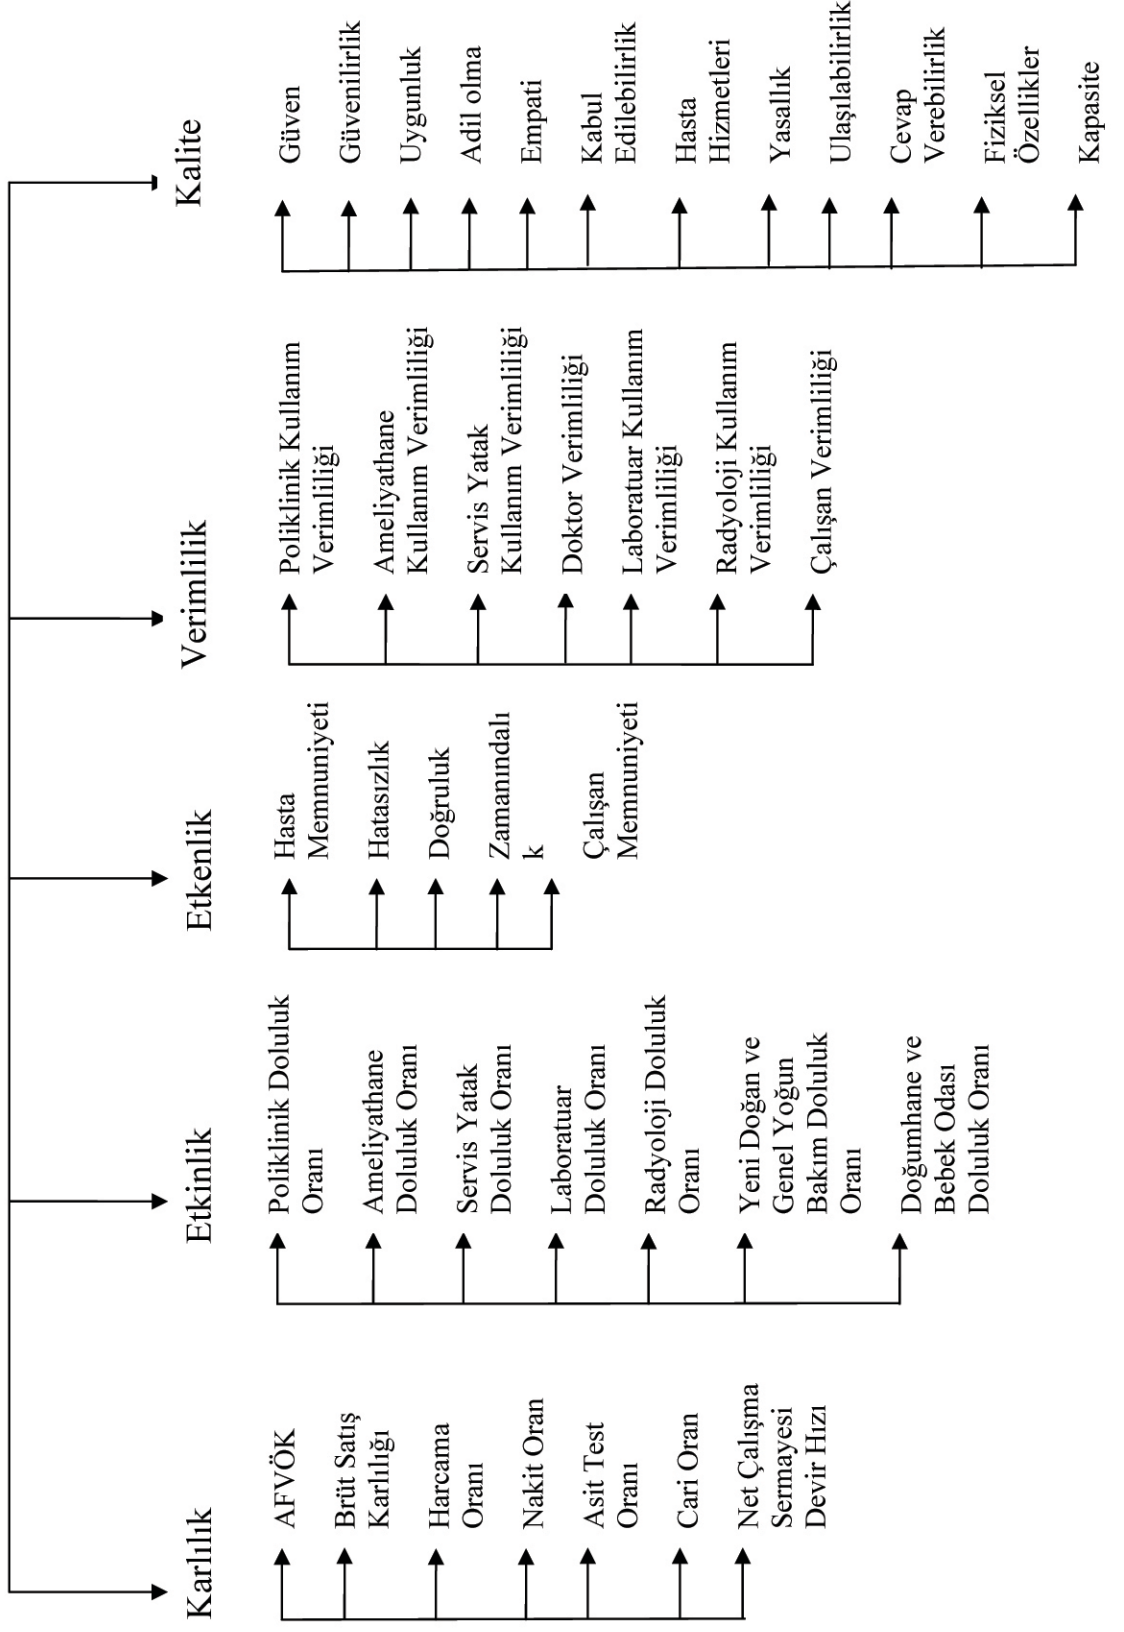 Karlılık
AFVÖK
Brüt Satış
Karlılığı
Harcama
Oranı
Nakit Oran
Asit Test
Oranı
Cari Oran
Net Çalışma
Sermayesi
Devir Hızı
Etkinlik
Poliklinik Doluluk
Oranı
Ameliyathane
Doluluk Oranı
Servis Yatak
Doluluk Oranı
Laboratuar
Doluluk Oranı
Radyoloji Doluluk
Oranı
Yeni Doğan ve
Genel Yoğun
Bakım Doluluk
Oranı
Doğumhane ve
Bebek Odası
Doluluk Oranı
Etkenlik
Hasta
Memnuniyeti
Hatasızlık
Doğruluk
Zamanındalı
k
Çalışan
Memnuniyeti
Verimlilik
Poliklinik Kullanım
Verimliliği
Ameliyathane
Kullanım Verimliliği
Servis Yatak
Kullanım Verimliliği
Doktor Verimliliği
Laboratuar Kullanım
Verimliliği
Radyoloji Kullanım
Verimliliği
Çalışan Verimliliği
Kalite
Güven
Güvenilirlik
Uygunluk
Adil olma
Empati
Kabul
Edilebilirlik
Hasta
Hizmetleri
Yasallık
Ulaşılabilirlik
Cevap
Verebilirlik
Fiziksel
Özellikler
Kapasite